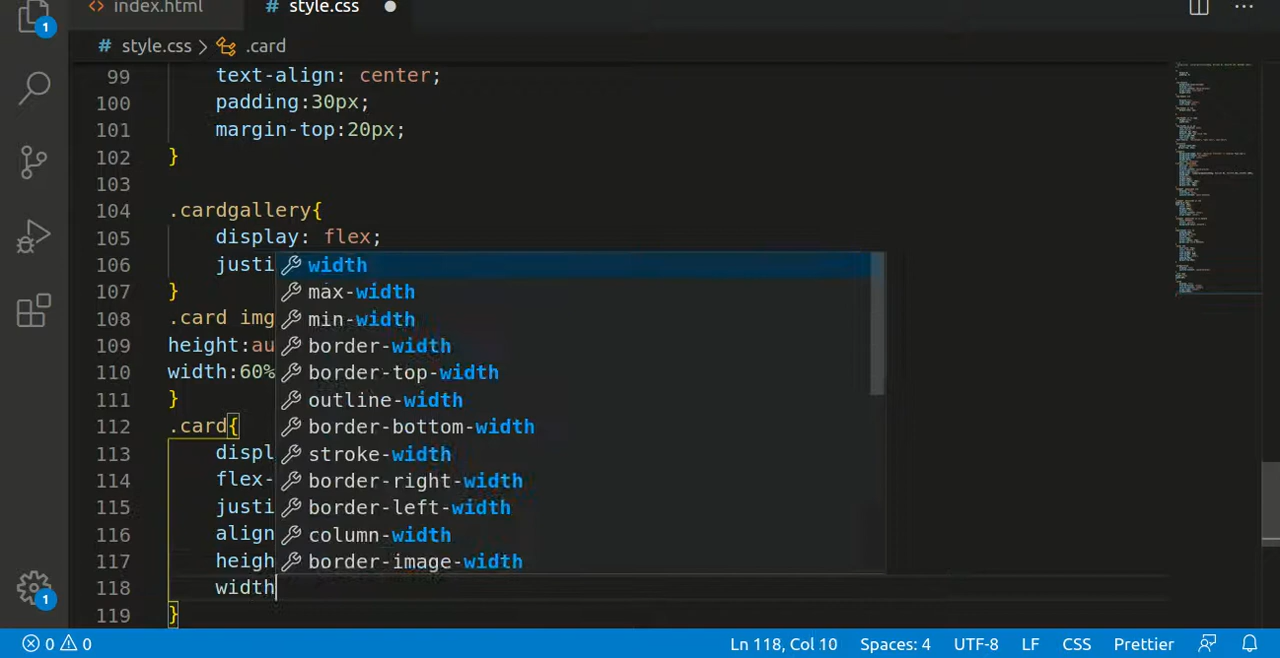 index.html # style.css
1
# style.css > .card
99 text-align: center;
100 padding:30px;
101 margin-top:20px;
102 }
103
104 .cardgallery{
105 display: flex;
106 justi width
107 } max-width
108 .card img min-width
109 height:au border-width
110 width:60% border-top-width
111 } outline-width
112 .card{ border-bottom-width
113 displ stroke-width
114 flex- border-right-width
115 justi border-left-width
116 align column-width
117 heigh border-image-width
118 width
119 }
1
0 0 Ln 118, Col 10 Spaces: 4 UTF-8 LF CSS Prettier